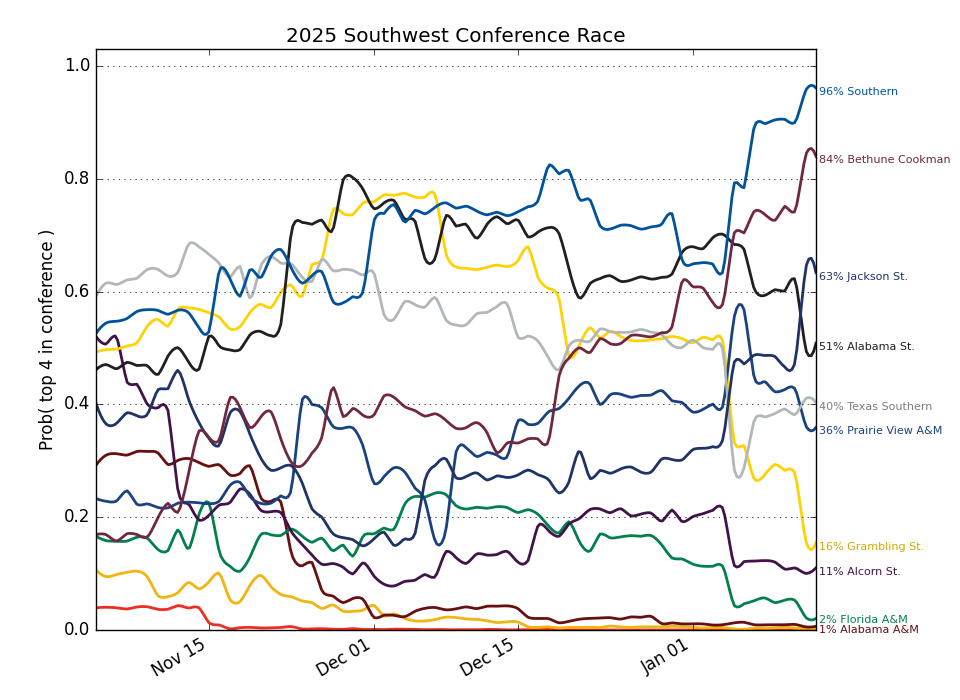 2025 Southwest Conference Race
Prob( top 4 in conference )
1.0
0.8
0.6
0.4
0.2
0.0
Nov 15
Dec 01
Dec 15
Jan 01
96% Southern
84% Bethune Cookman
63% Jackson St.
51% Alabama St.
40% Texas Southern
36% Prairie View A&M
16% Grambling St.
11% Alcorn St.
2% Florida A&M
1% Alabama A&M